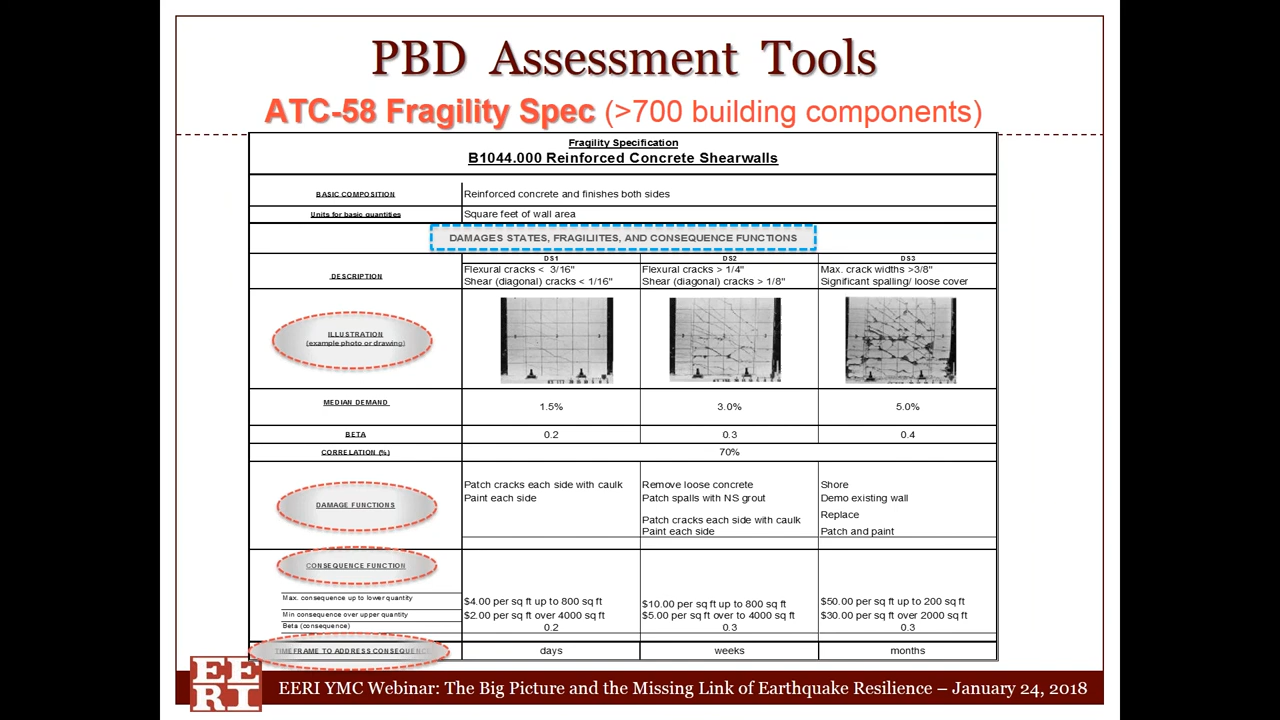 PBD Assessment Tools
ATC-58 Fragility Spec (>700 building components)
Fragility Specification
B1044.000 Reinforced Concrete Shearwalls
BASIC COMPOSITION Reinforced concrete and finishes both sides
Units for basic quantities Square feet of wall area
DAMAGES STATES, FRAGILIITES, AND CONSEQUENCE FUNCTIONS
DS1 DS2 DS3
DESCRIPTION
Flexural cracks < 3/16" Flexural cracks > 1/4" Max. crack widths >3/8"
Shear (diagonal) cracks < 1/16" Shear (diagonal) cracks > 1/8" Significant spalling/ loose cover
ILLUSTRATION
(example photo or drawing)
MEDIAN DEMAND 1.5% 3.0% 5.0%
BETA 0.2 0.3 0.4
CORRELATION (%) 70%
DAMAGE FUNCTIONS
Patch cracks each side with caulk Remove loose concrete Shore
Paint each side Patch spalls with NS grout Demo existing wall
Replace
Patch cracks each side with caulk
Paint each side Patch and paint
CONSEQUENCE FUNCTION
Max. consequence up to lower quantity $4.00 per sq ft up to 800 sq ft $10.00 per sq ft up to 800 sq ft $50.00 per sq ft up to 200 sq ft
Min consequence over upper quantity $2.00 per sq ft over 4000 sq ft $5.00 per sq ft over to 4000 sq ft $30.00 per sq ft over 2000 sq ft
Beta (consequence) 0.2 0.3 0.3
TIMEFRAME TO ADDRESS CONSEQUENC days weeks months
EERI
EERI YMC Webinar: The Big Picture and the Missing Link of Earthquake Resilience – January 24, 2018